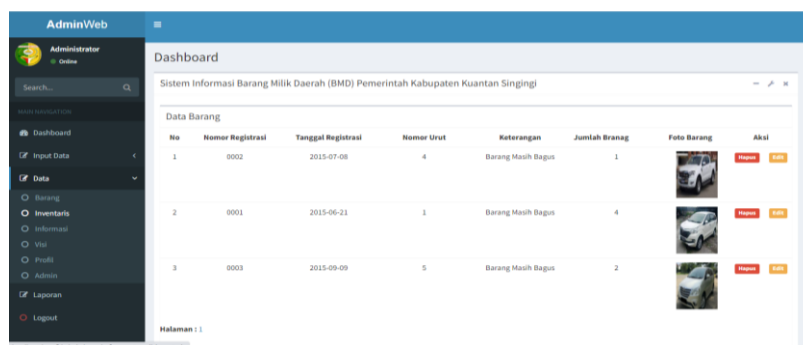 AdminWeb
Administrator
Online
Dashboard
Search...
Sistem Informasi Barang Milik Daerah (BMD) Pemerintah Kabupaten Kuantan Singingi
MAIN NAVIGATION
Data Barang
Dashboard
Input Data
Data
Barang
Inventaris
Informasi
Visi
Profil
Admin
Laporan
Logout
No Nomor Registrasi Tanggal Registrasi Nomor Urut Keterangan Jumlah Branag Foto Barang Aksi
1 0002 2015-07-08 4 Barang Masih Bagus 1 Hapus Edit
2 0001 2015-06-21 1 Barang Masih Bagus 4 Hapus Edit
3 0003 2015-09-09 5 Barang Masih Bagus 2 Hapus Edit
Halaman : 1